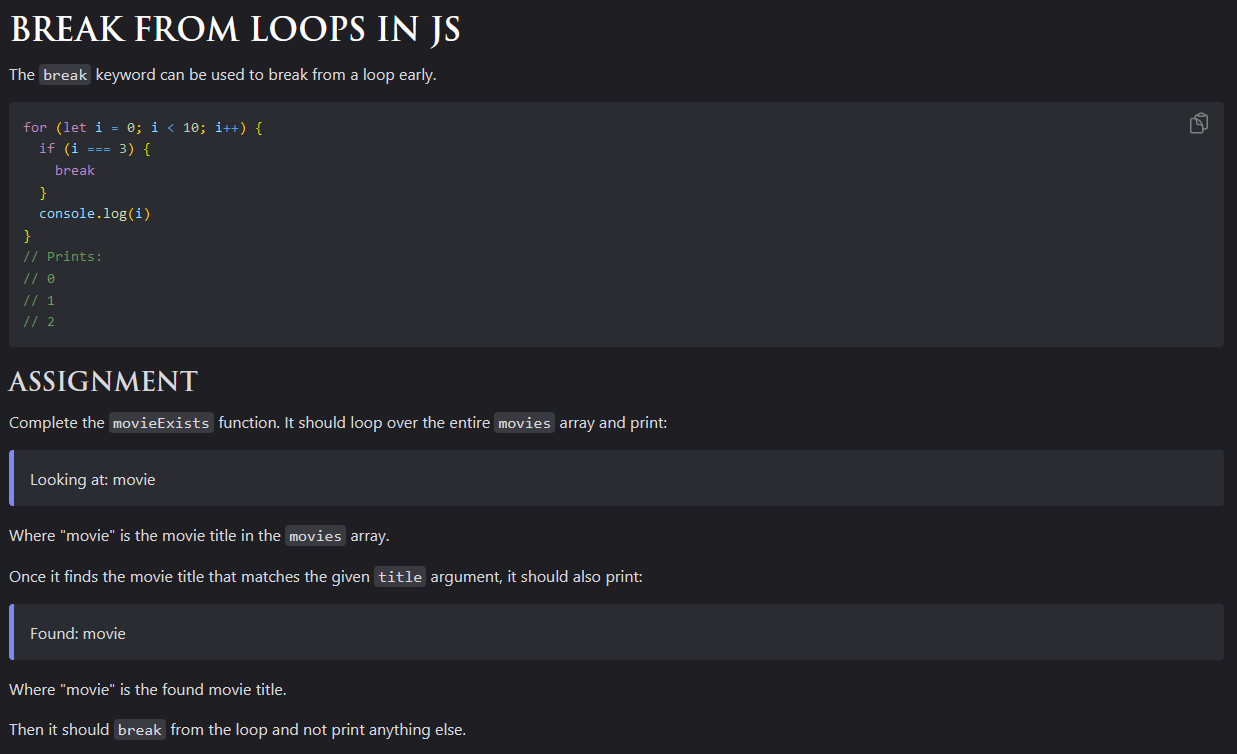 BREAK FROM LOOPS IN JS
The break keyword can be used to break from a loop early.
for (let i = 0; i < 10; i++) {
  if (i === 3) {
    break
  }
  console.log(i)
}
// Prints:
// 0
// 1
// 2
ASSIGNMENT
Complete the movieExists function. It should loop over the entire movies array and print:
Looking at: movie
Where "movie" is the movie title in the movies array.
Once it finds the movie title that matches the given title argument, it should also print:
Found: movie
Where "movie" is the found movie title.
Then it should break from the loop and not print anything else.